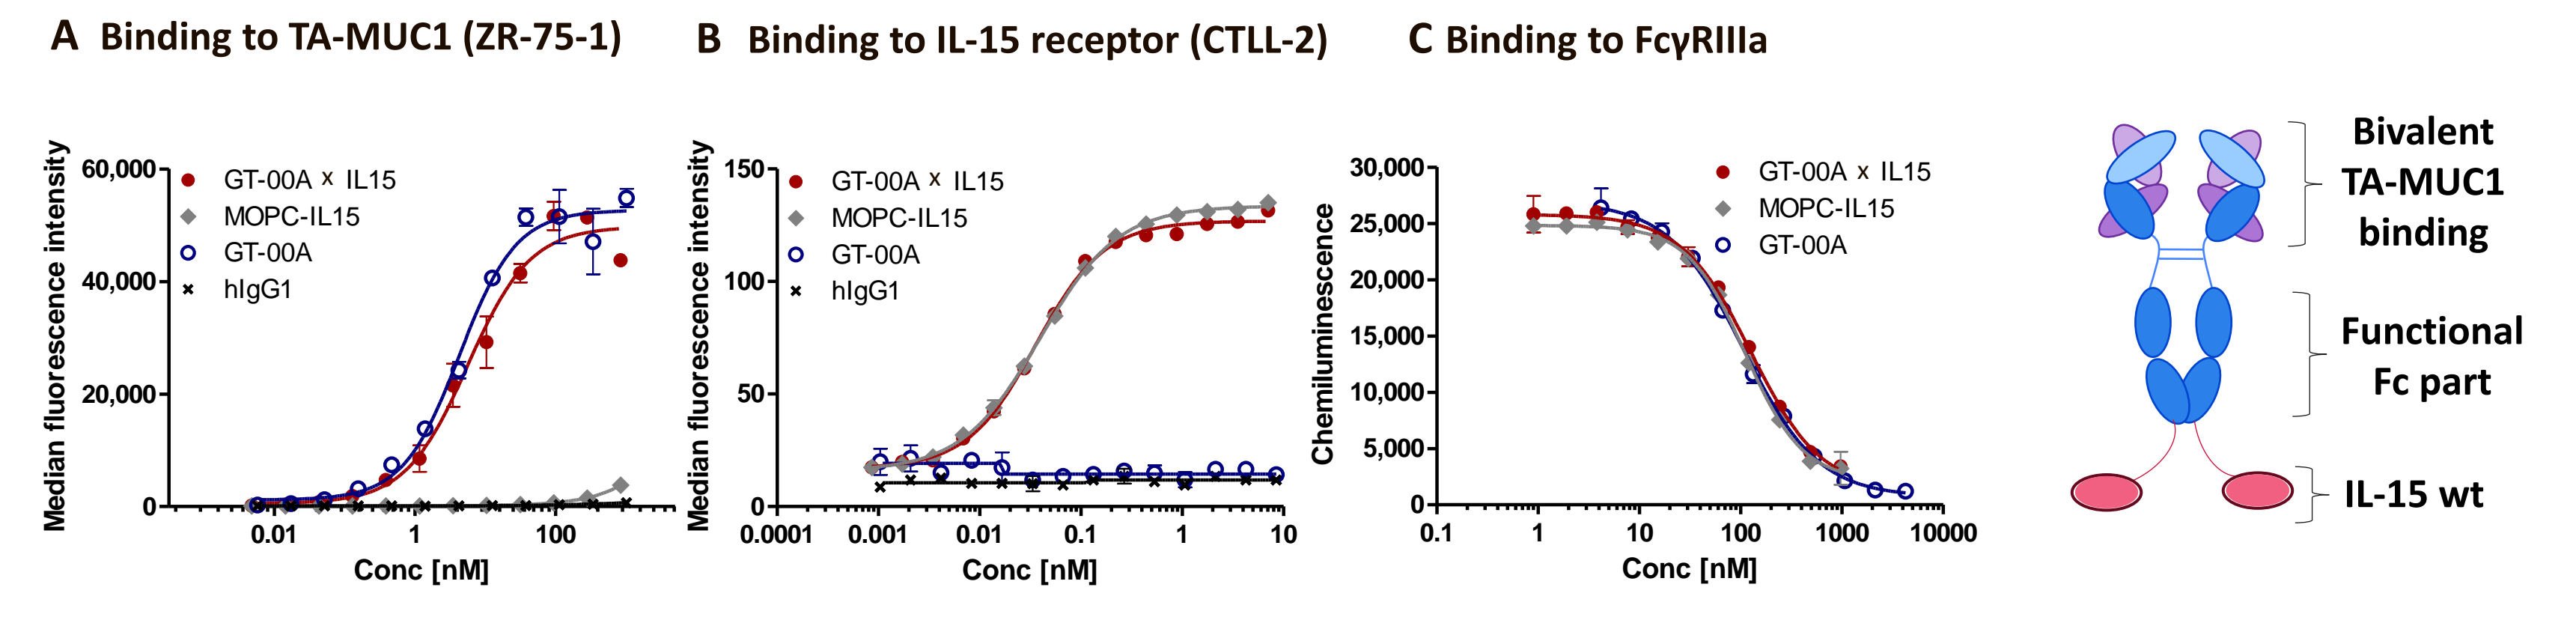 A Binding to TA-MUC1 (ZR-75-1)
60,000
40,000
20,000
0
Median fluorescence intensity
GT-00A x IL15
MOPC-IL15
GT-00A
hIgG1
0.01
1
100
Conc [nM]
B Binding to IL-15 receptor (CTLL-2)
150
100
50
0
Median fluorescence intensity
GT-00A x IL15
MOPC-IL15
GT-00A
hIgG1
0.0001
0.001
0.01
0.1
1
10
Conc [nM]
C Binding to FcγRIIIa
30,000
25,000
20,000
15,000
10,000
5,000
0
Chemiluminescence
GT-00A x IL15
MOPC-IL15
GT-00A
0.1
1
10
100
1000
10000
Conc [nM]
Bivalent
TA-MUC1
binding
Functional
Fc part
IL-15 wt